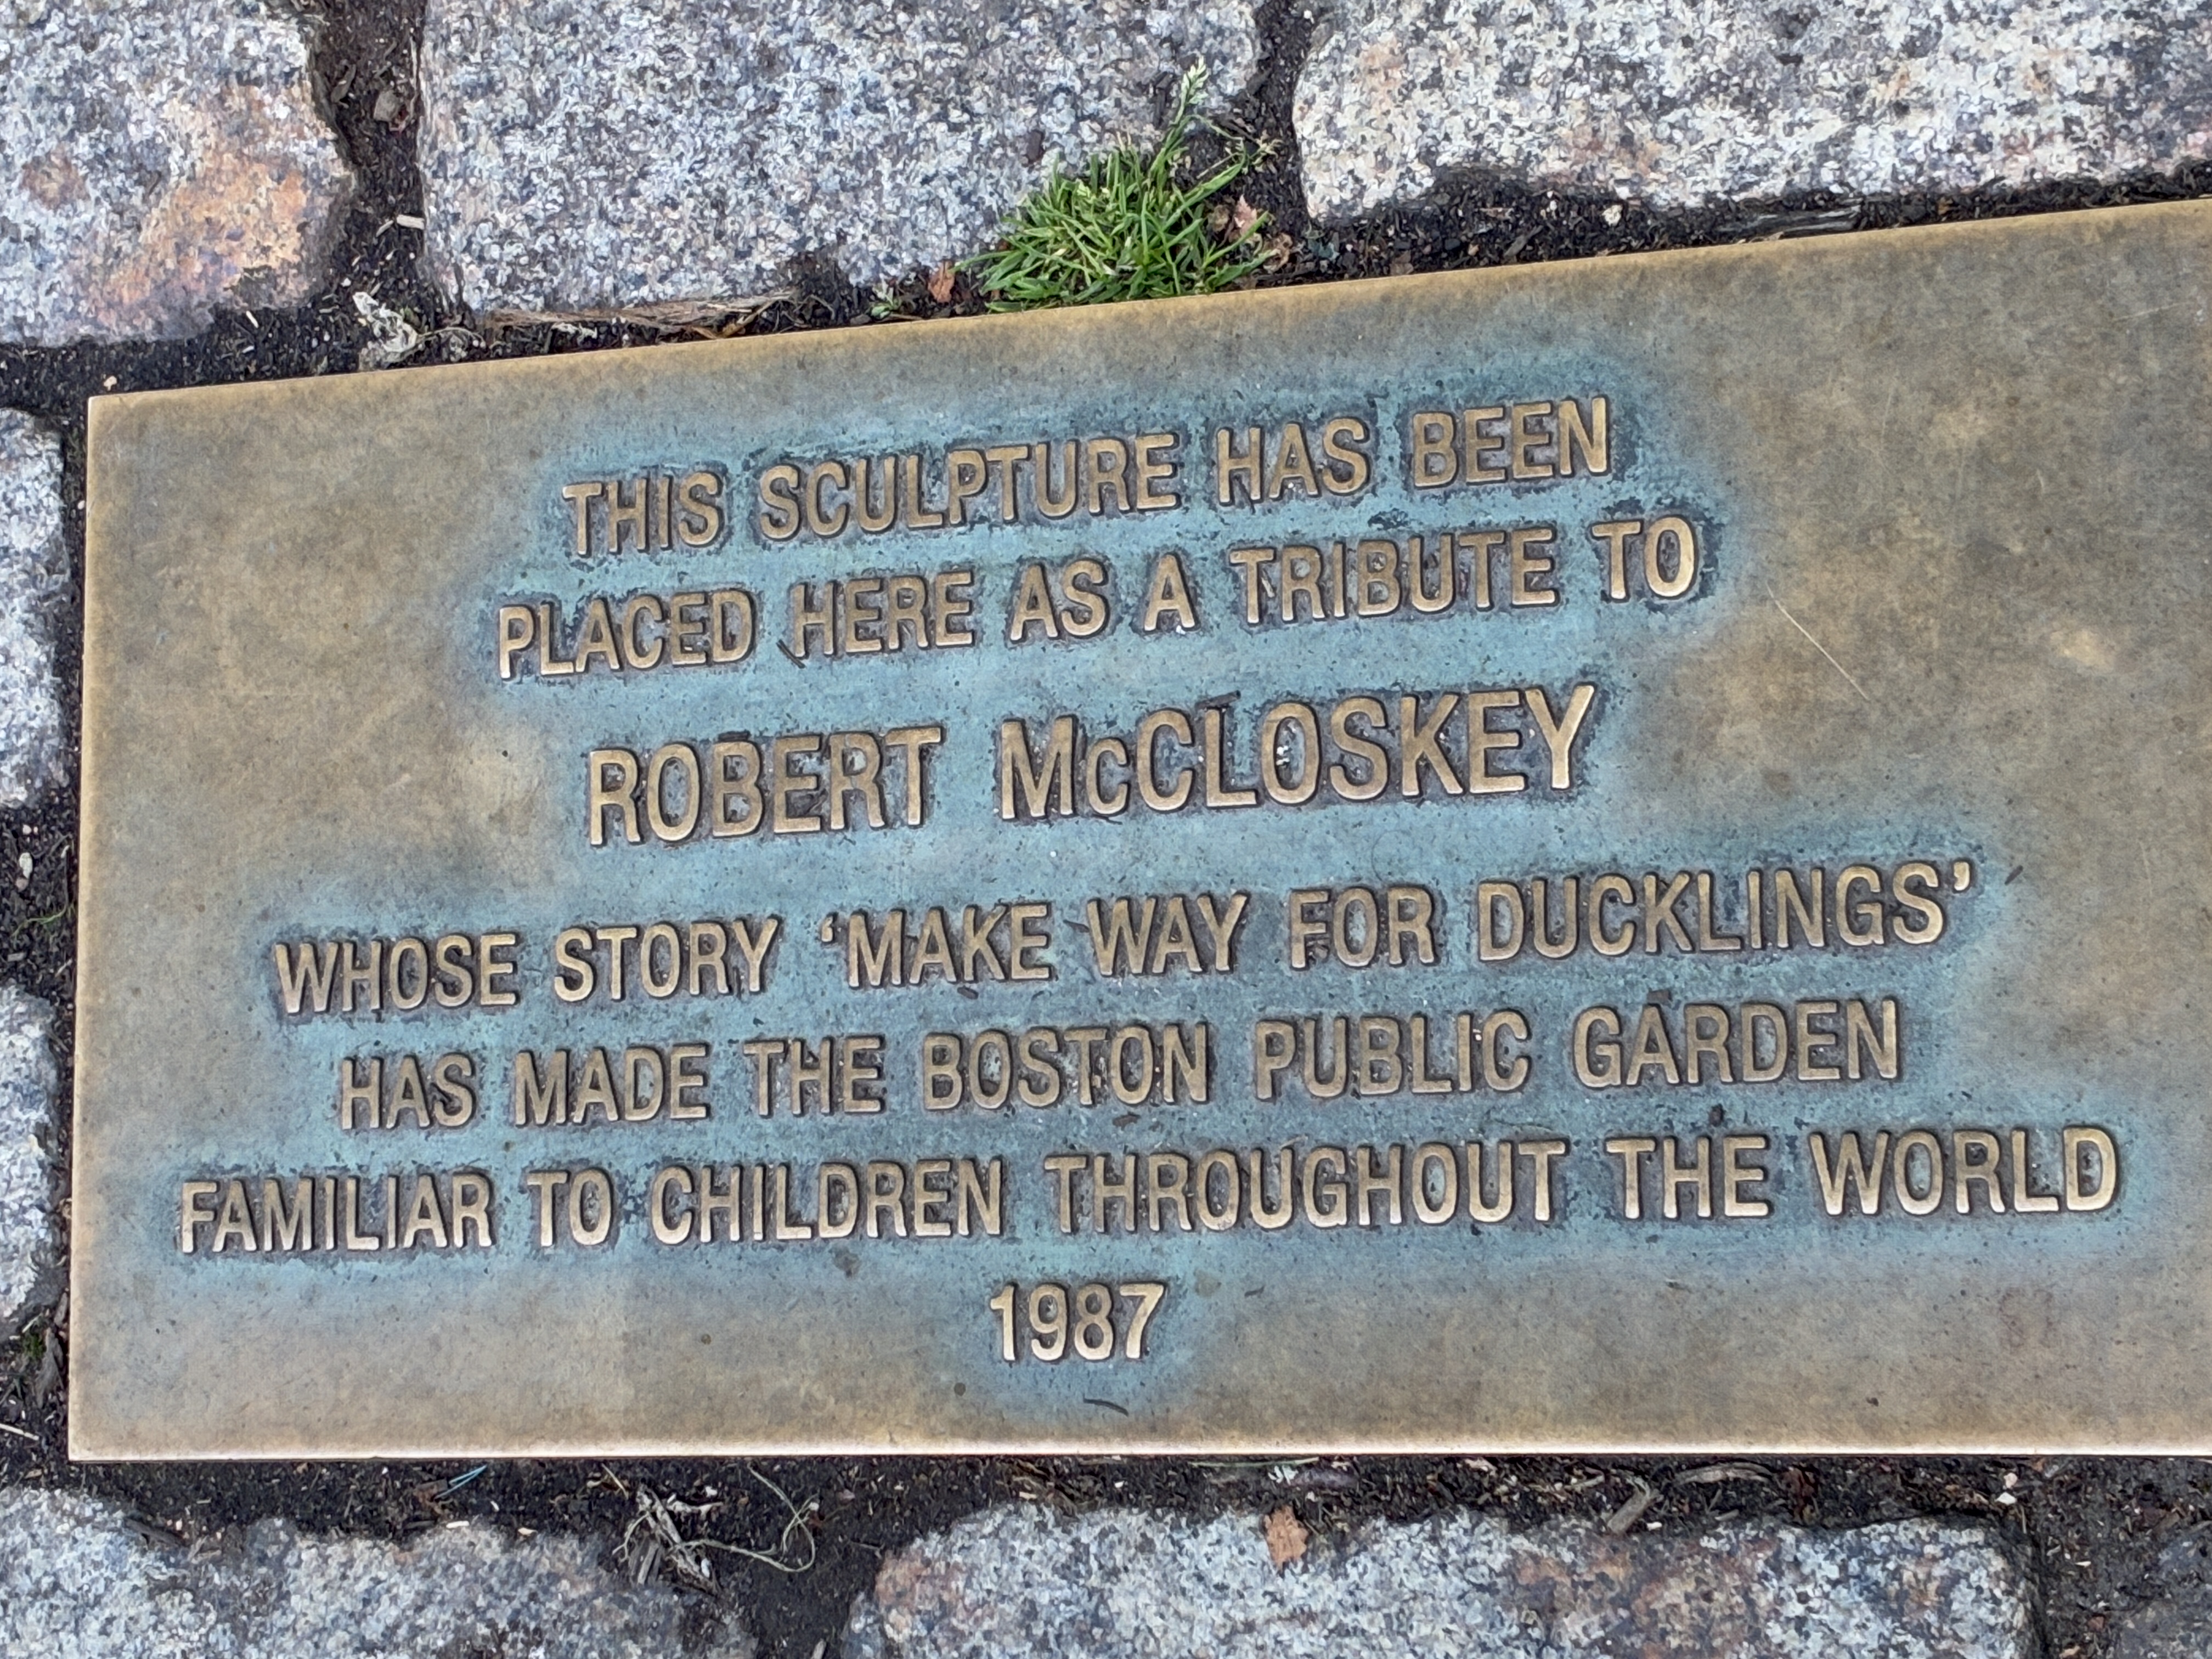 THIS SCULPTURE HAS BEEN
PLACED HERE AS A TRIBUTE TO
ROBERT McCLOSKEY
WHOSE STORY ‘MAKE WAY FOR DUCKLINGS’
HAS MADE THE BOSTON PUBLIC GARDEN
FAMILIAR TO CHILDREN THROUGHOUT THE WORLD
1987